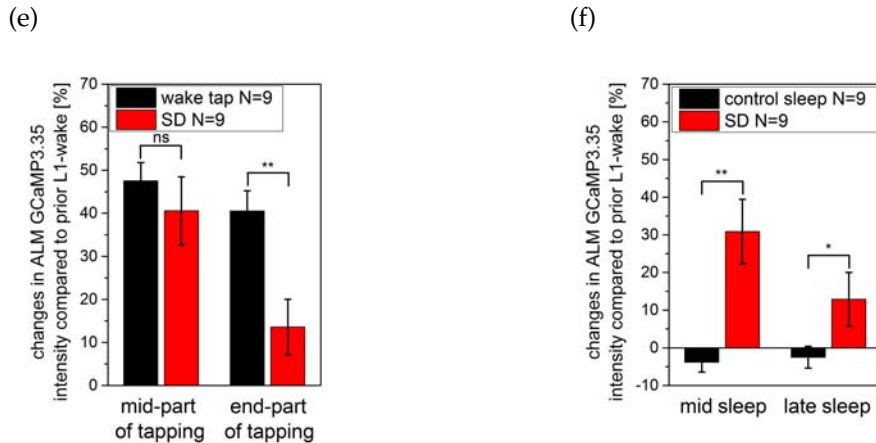 (e)
changes in ALM GCaMP3.35
intensity compared to prior L1-wake [%]
70
60
50
40
30
20
10
0
wake tap N=9
SD N=9
ns
**
mid-part
of tapping
end-part
of tapping
(f)
changes in ALM GCaMP3.35
intensity compared to prior L1-wake [%]
70
60
50
40
30
20
10
0
-10
control sleep N=9
SD N=9
**
*
mid sleep
late sleep